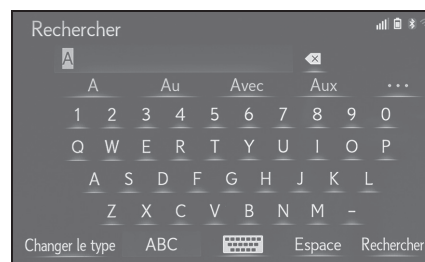 Rechercher
A
A Au Avec Aux ...
1 2 3 4 5 6 7 8 9 0
Q W E R T Y U I O P
A S D F G H J K L
Z X C V B N M -
Changer le type ABC Espace Rechercher